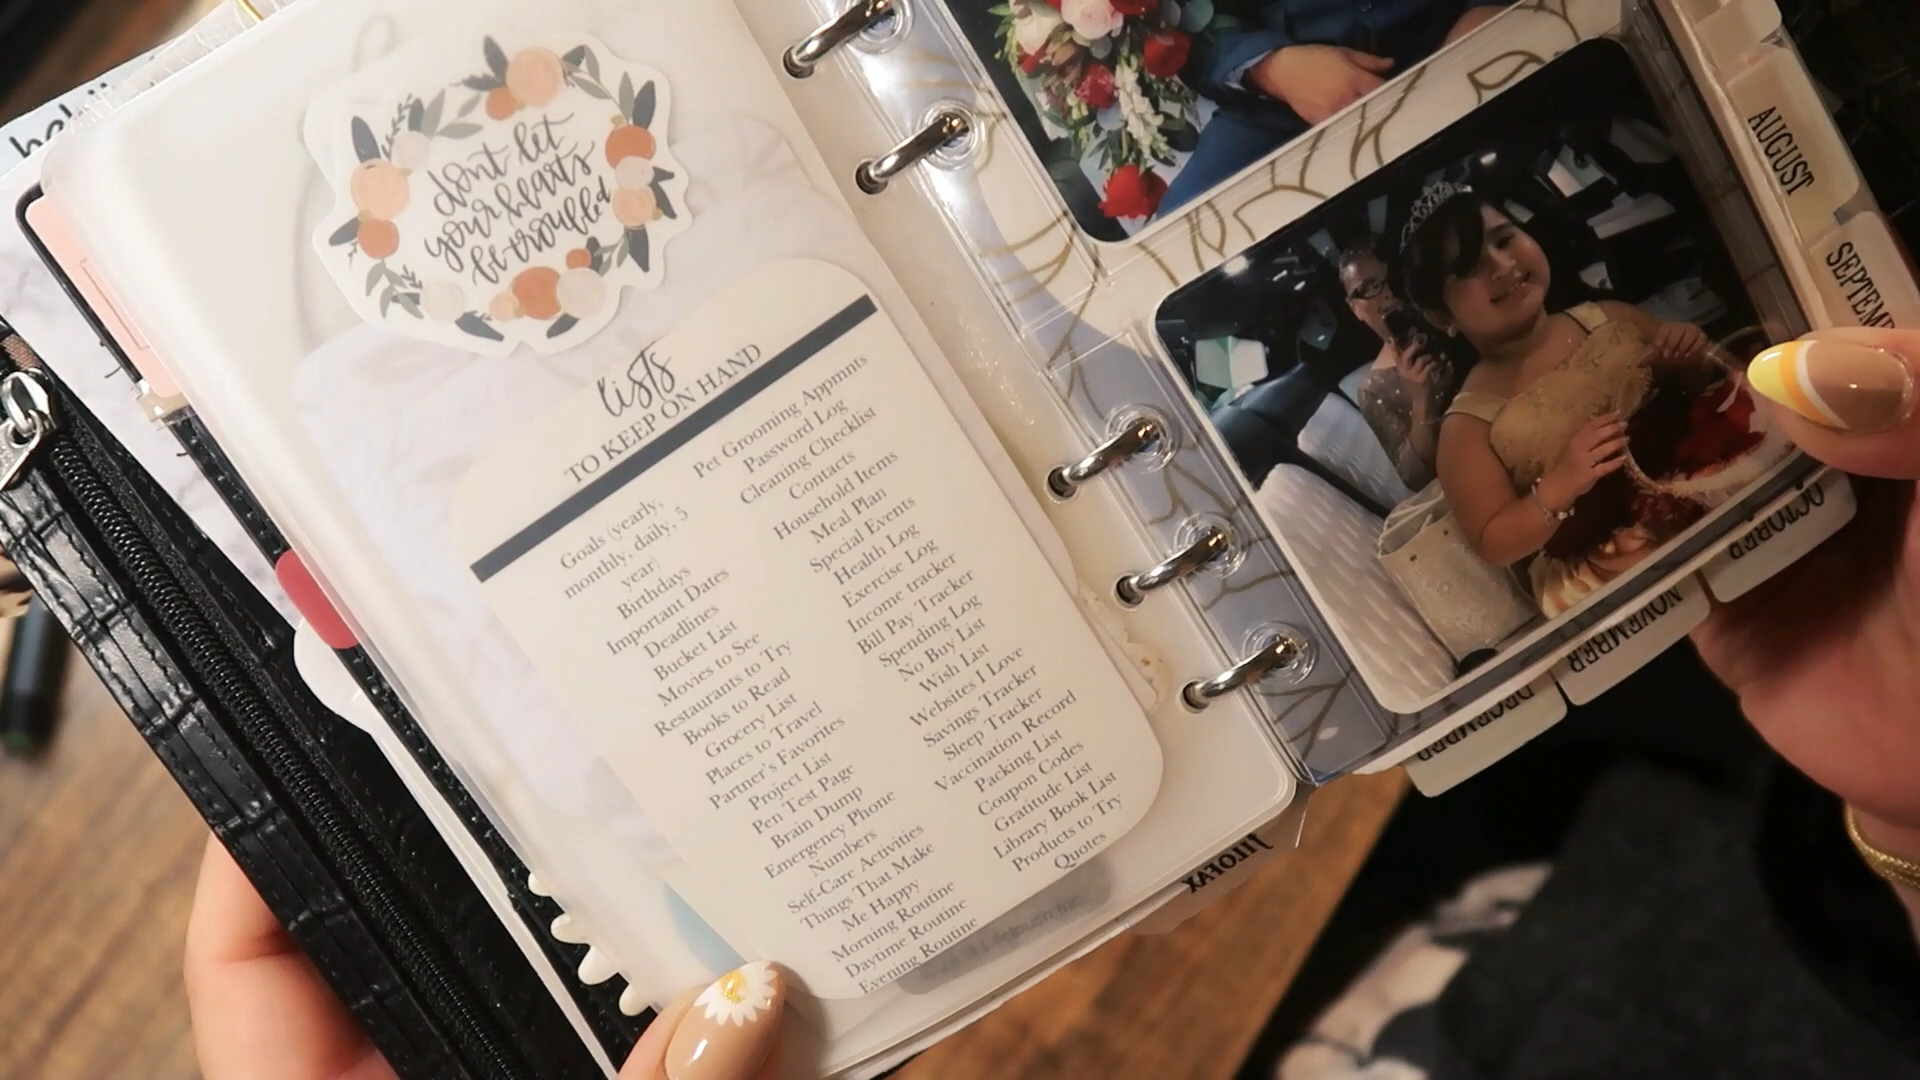 don't let
your hearts
be troubled
lists
TO KEEP ON HAND
Goals (yearly,
monthly, daily, 5
year)
Birthdays
Important Dates
Deadlines
Bucket List
Movies to See
Restaurants to Try
Books to Read
Grocery List
Places to Travel
Partner's Favorites
Project List
Pen Test Page
Brain Dump
Emergency Phone
Numbers
Self-Care Activities
Things That Make
Me Happy
Morning Routine
Daytime Routine
Evening Routine
Pet Grooming Appmnts
Password Log
Cleaning Checklist
Contacts
Household Items
Meal Plan
Special Events
Health Log
Exercise Log
Income tracker
Bill Pay Tracker
Spending Log
No Buy List
Wish List
Websites I Love
Savings Tracker
Sleep Tracker
Vaccination Record
Packing List
Coupon Codes
Gratitude List
Library Book List
Products to Try
Quotes
AUGUST
SEPTEM
OCTOBER
NOVEMBER
DECEMBER
FILOFAX